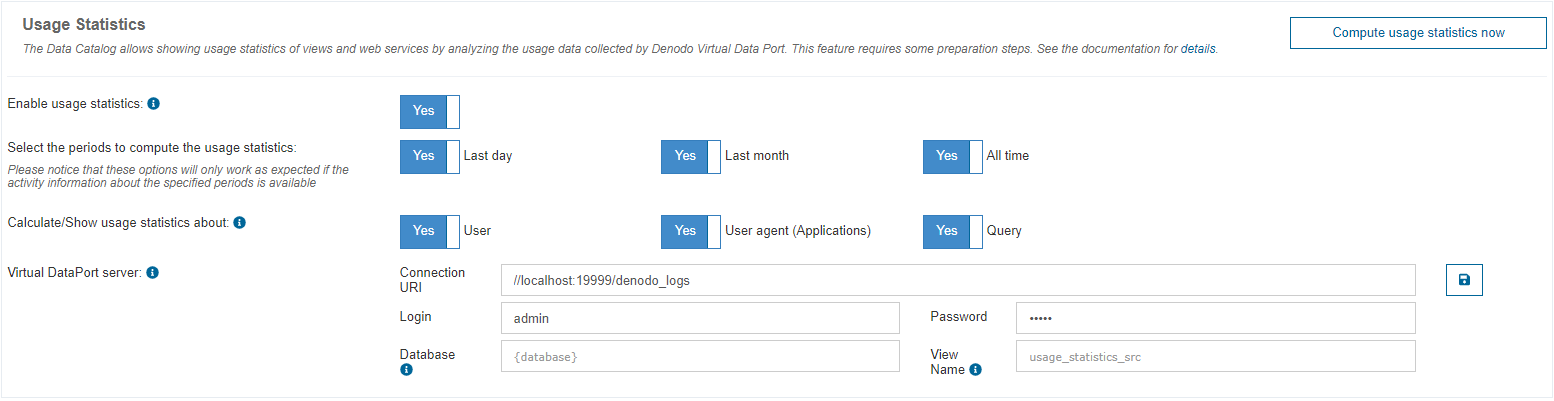 Usage Statistics
The Data Catalog allows showing usage statistics of views and web services by analyzing the usage data collected by Denodo Virtual Data Port. This feature requires some preparation steps. See the documentation for details.
Compute usage statistics now
Enable usage statistics:
Yes
Select the periods to compute the usage statistics:
Please notice that these options will only work as expected if the
activity information about the specified periods is available
Yes Last day
Yes Last month
Yes All time
Calculate/Show usage statistics about:
Yes User
Yes User agent (Applications)
Yes Query
Virtual DataPort server:
Connection
URI
//localhost:19999/denodo_logs
Login
admin
Password
•••••
Database
{database}
View
Name
usage_statistics_src